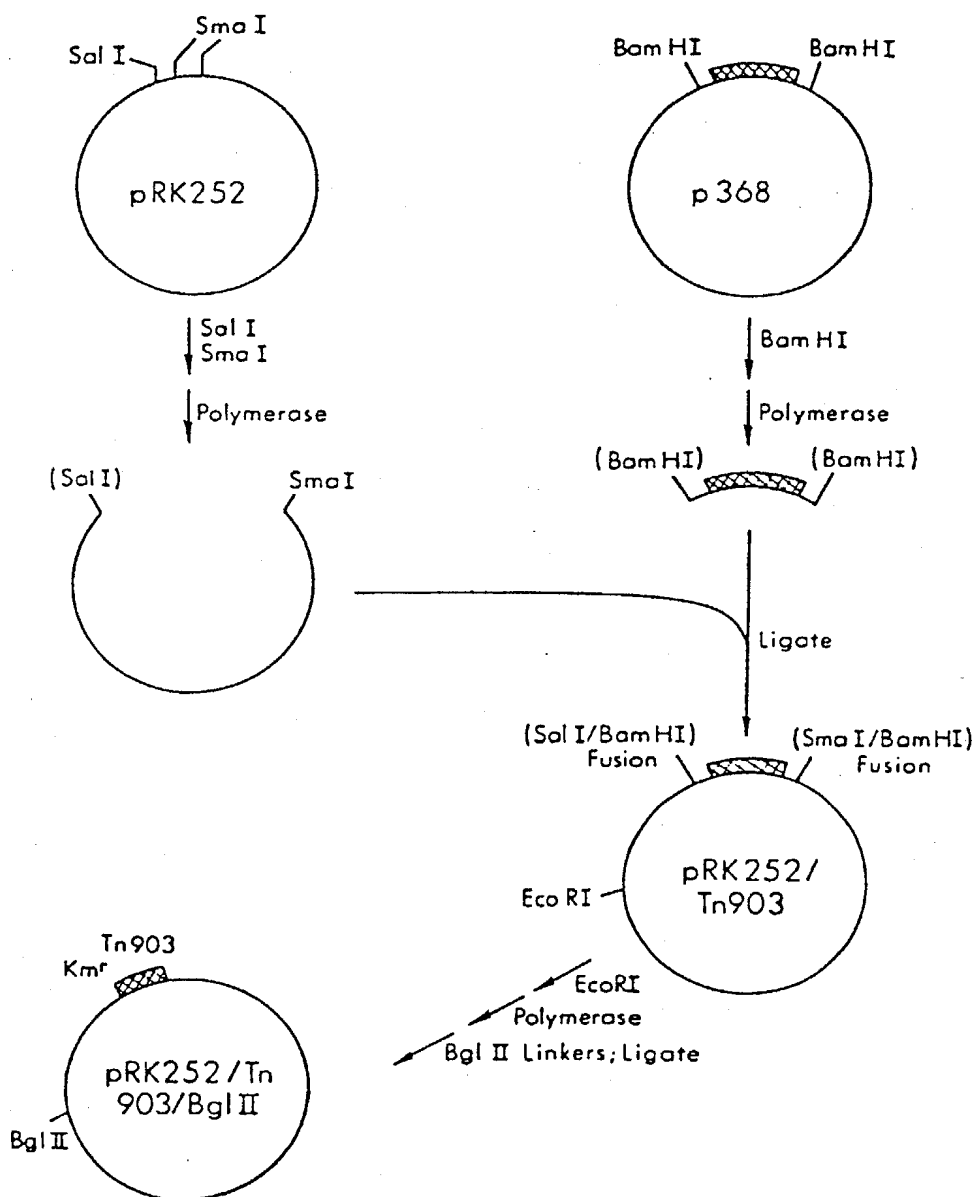 Sma I
Sal I
Bam HI
Bam HI
pRK252
p368
Sal I
Sma I
Bam HI
Polymerase
Polymerase
(Sal I)
Sma I
(Bam HI)
(Bam HI)
Ligate
(Sal I/Bam HI)
Fusion
(Sma I/Bam HI)
Fusion
pRK252/
Tn903
Eco RI
Tn903
Kmʳ
EcoRI
Polymerase
Bgl II Linkers; Ligate
pRK252/Tn
903/Bgl II
Bgl II